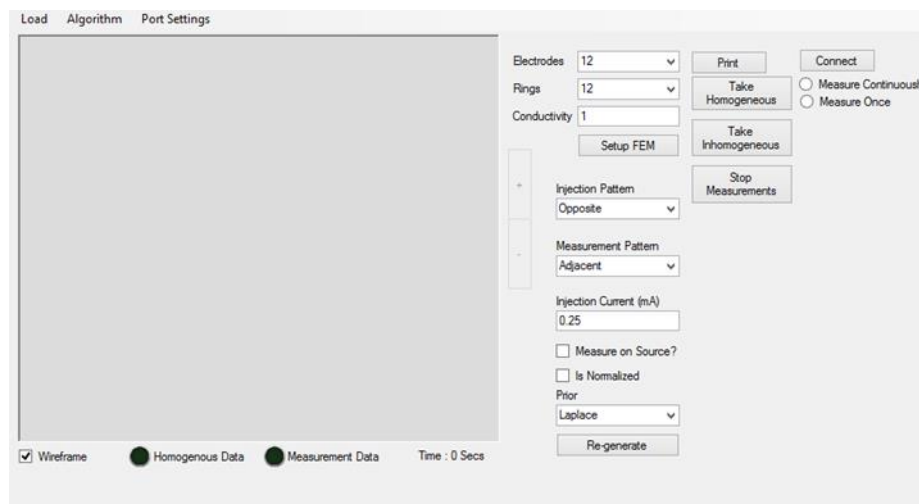 Load Algorithm Port Settings
Electrodes 12
Rings 12
Conductivity 1
Setup FEM
+
-
Injection Pattern
Opposite
Measurement Pattern
Adjacent
Injection Current (mA)
0.25
Measure on Source?
Is Normalized
Prior
Laplace
Re-generate
Print
Take
Homogeneous
Take
Inhomogeneous
Stop
Measurements
Connect
Measure Continuousl
Measure Once
Wireframe Homogenous Data Measurement Data Time : 0 Secs